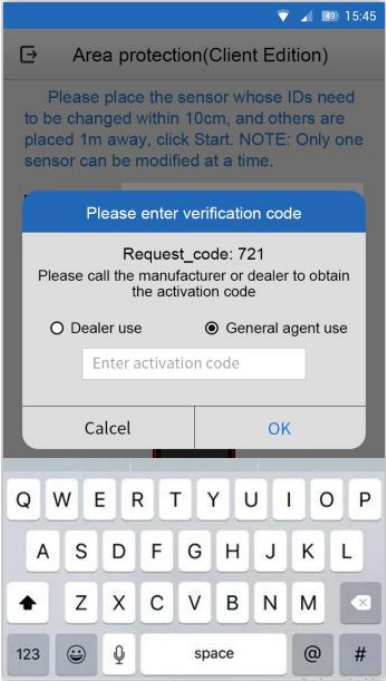 49 15:45
Area protection(Client Edition)
Please place the sensor whose IDs need
to be changed within 10cm, and others are
placed 1m away, click Start. NOTE: Only one
sensor can be modified at a time.
Please enter verification code
Request_code: 721
Please call the manufacturer or dealer to obtain
the activation code
Dealer use General agent use
Enter activation code
Calcel OK
Q W E R T Y U I O P
A S D F G H J K L
Z X C V B N M
123 space @ #